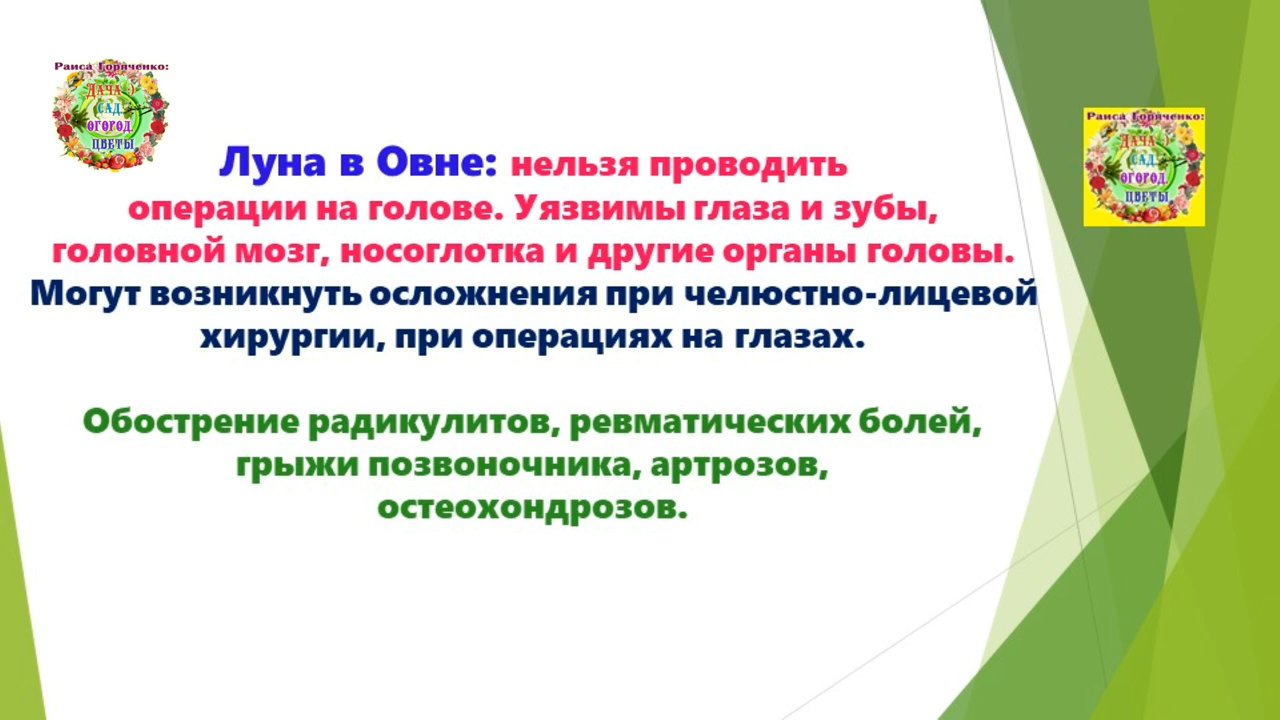 Раиса Горяченко:
ДАЧА :)
САД,
ОГОРОД,
ЦВЕТЫ
Луна в Овне: нельзя проводить
операции на голове. Уязвимы глаза и зубы,
головной мозг, носоглотка и другие органы головы.
Могут возникнуть осложнения при челюстно-лицевой
хирургии, при операциях на глазах.
Обострение радикулитов, ревматических болей,
грыжи позвоночника, артрозов,
остеохондрозов.
Раиса Горяченко:
ДАЧА :)
САД,
ОГОРОД,
ЦВЕТЫ